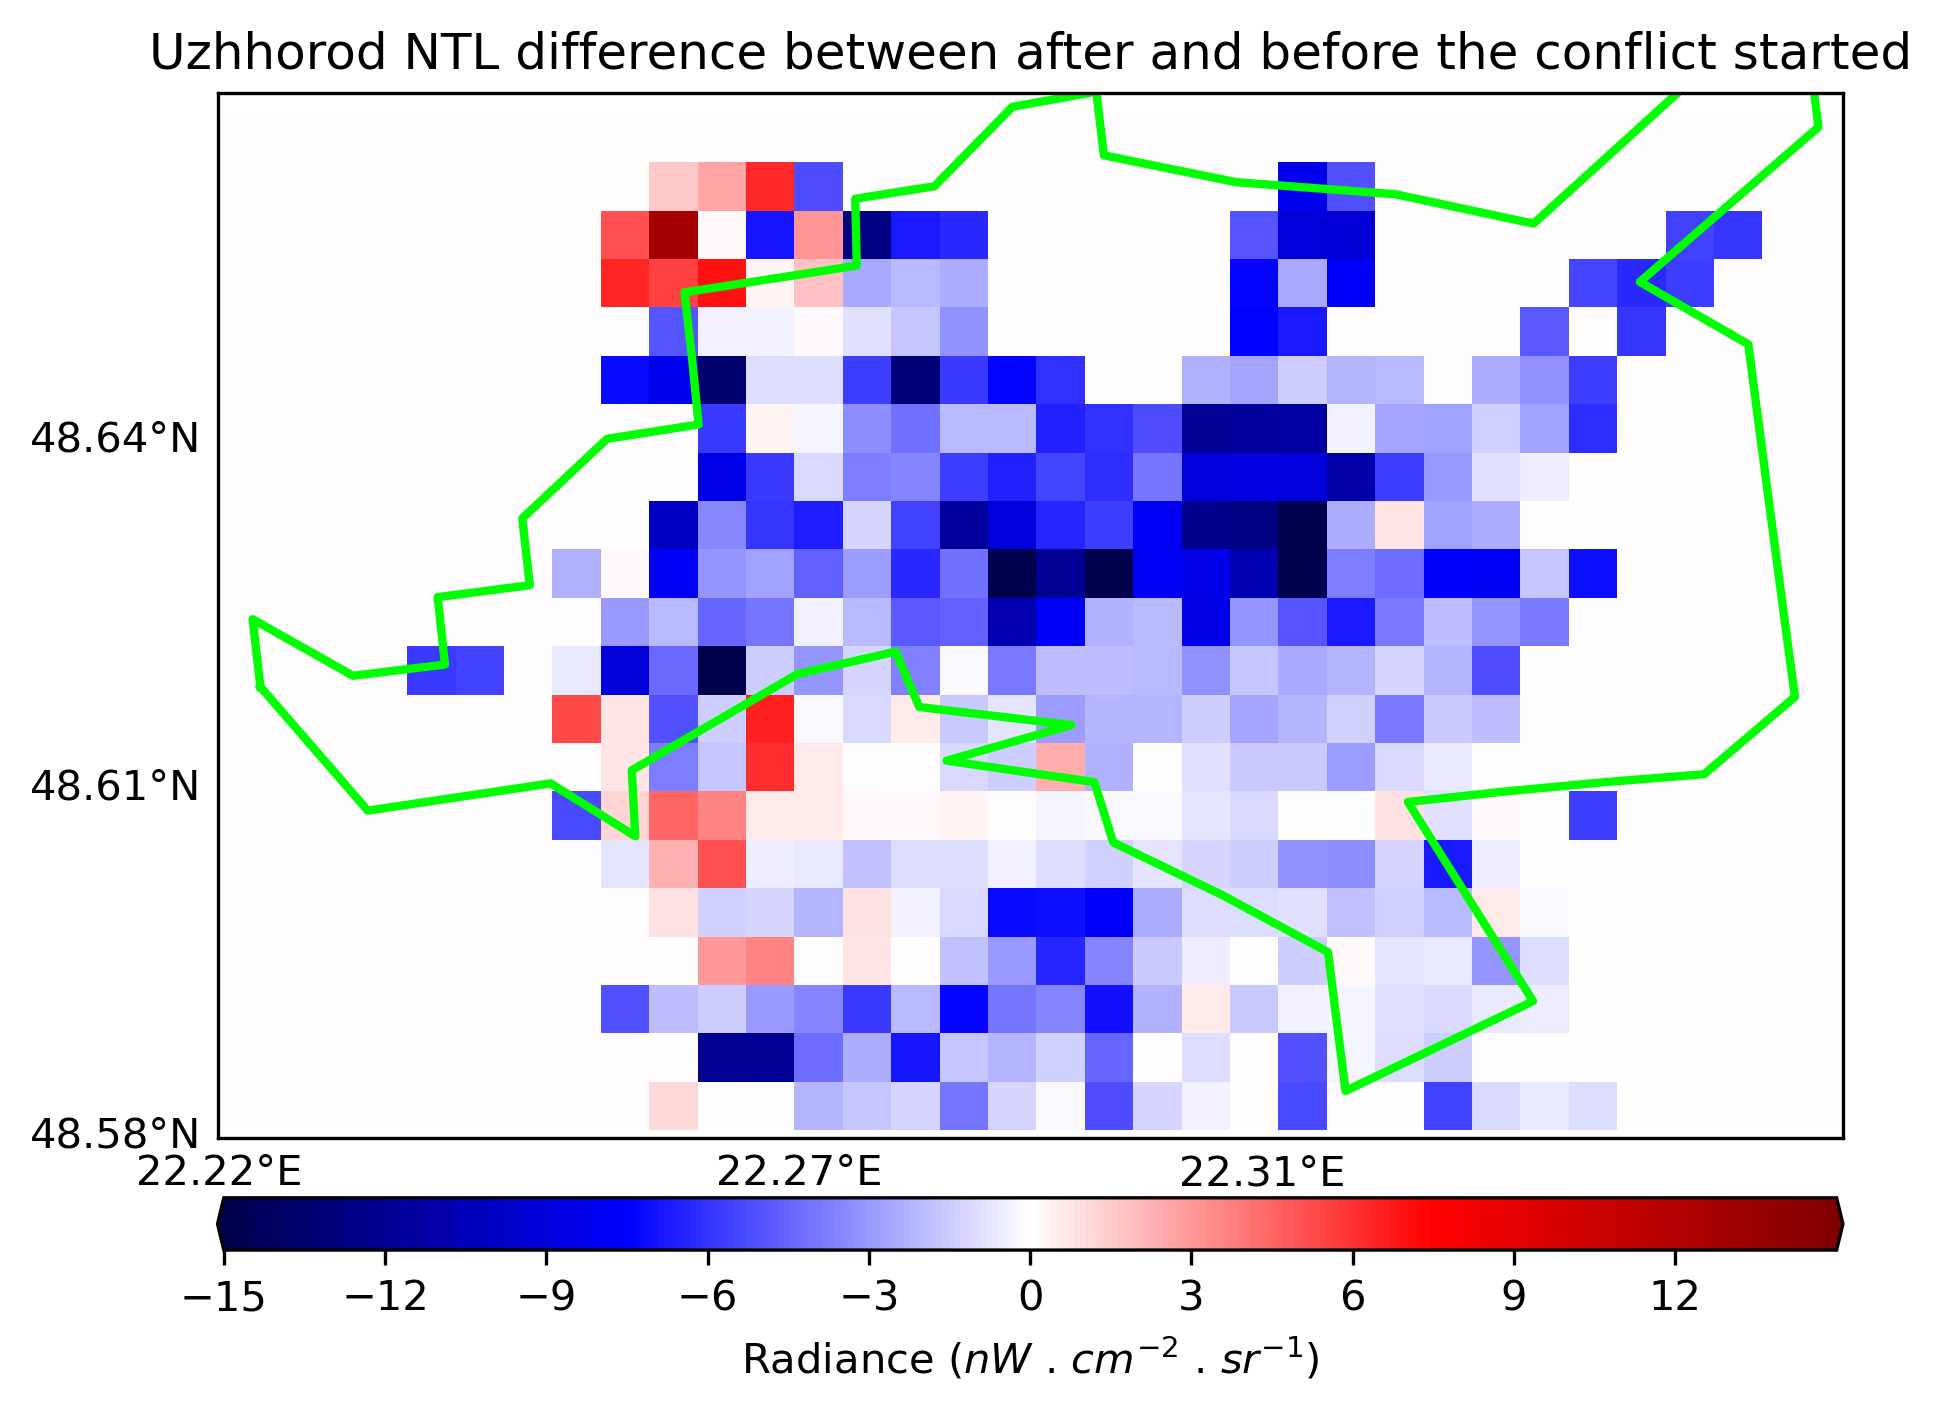 Uzhhorod NTL difference between after and before the conflict started
48.64°N
48.61°N
48.58°N
22.22°E 22.27°E 22.31°E
−15 −12 −9 −6 −3 0 3 6 9 12
Radiance (nW . cm⁻² . sr⁻¹)